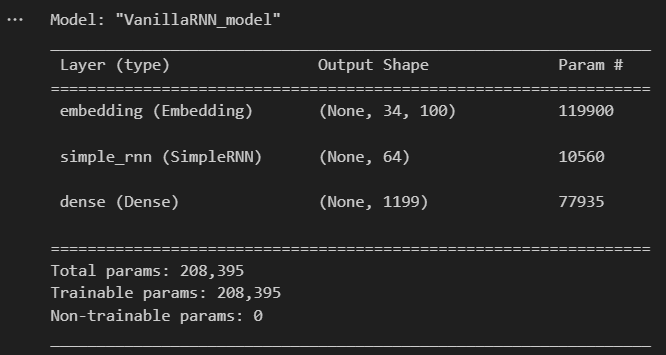 ... Model: "VanillaRNN_model"
_________________________________________________________________
Layer (type) Output Shape Param #
=================================================================
embedding (Embedding) (None, 34, 100) 119900
simple_rnn (SimpleRNN) (None, 64) 10560
dense (Dense) (None, 1199) 77935
=================================================================
Total params: 208,395
Trainable params: 208,395
Non-trainable params: 0
_________________________________________________________________